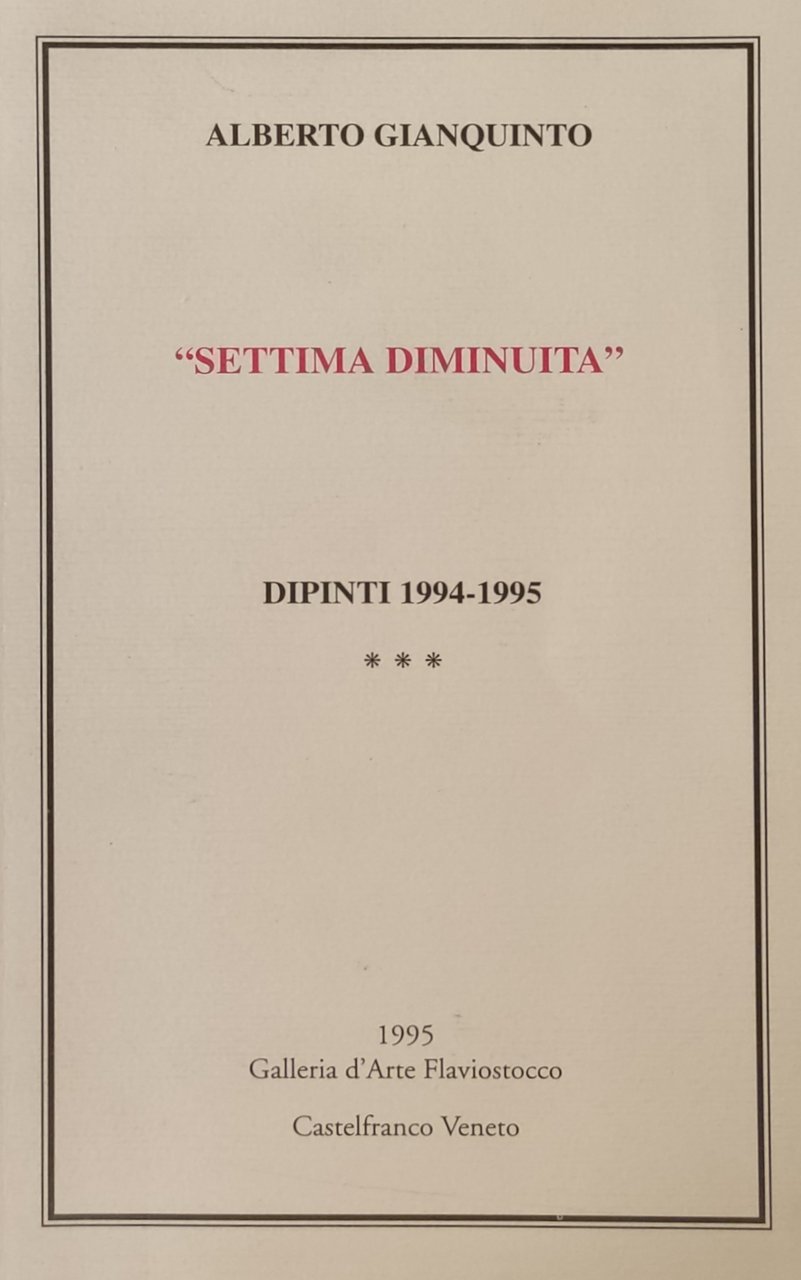 ALBERTO GIANQUINTO
“SETTIMA DIMINUITA”
DIPINTI 1994-1995
* * *
1995
Galleria d’Arte Flaviostocco
Castelfranco Veneto